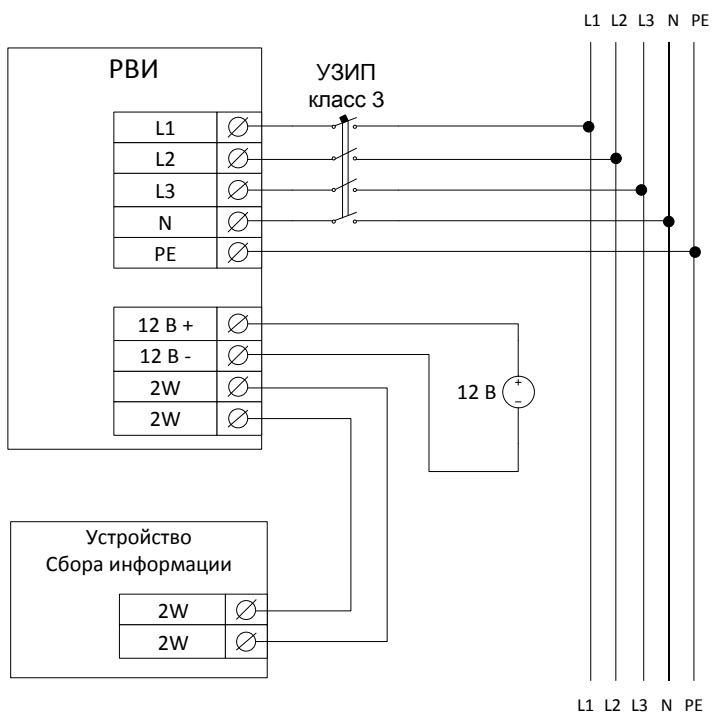 L1 L2 L3 N PE
РВИ
УЗИП
класс 3
L1
L2
L3
N
PE
12 В +
12 В -
2W
2W
12 В
+
−
Устройство
Сбора информации
2W
2W
L1 L2 L3 N PE